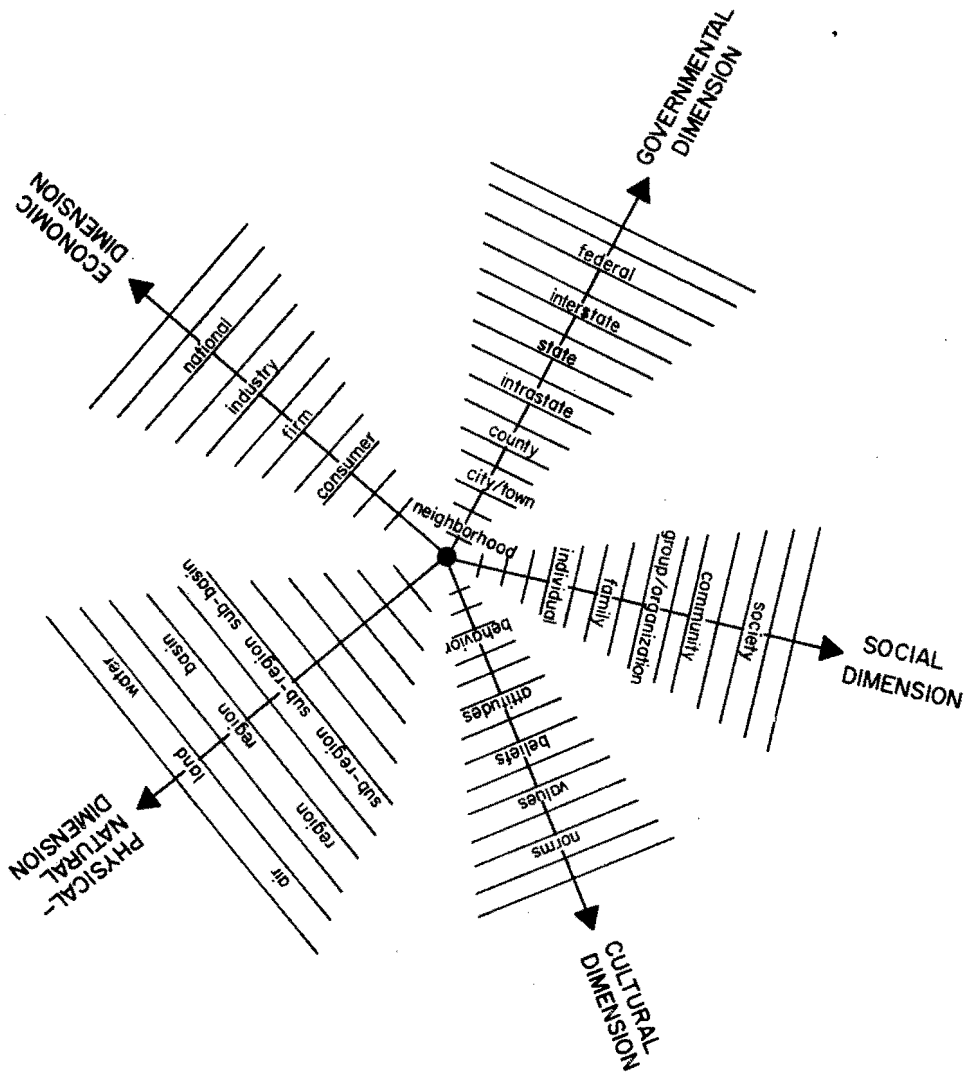 GOVERNMENTAL
DIMENSION
federal
interstate
state
intrastate
county
city/town
neighborhood
ECONOMIC
DIMENSION
national
industry
firm
consumer
SOCIAL
DIMENSION
individual
family
group/organization
community
society
CULTURAL
DIMENSION
behavior
attitudes
beliefs
values
norms
PHYSICAL-
NATURAL
DIMENSION
sub-basin sub-region sub-region
basin region region
water land air